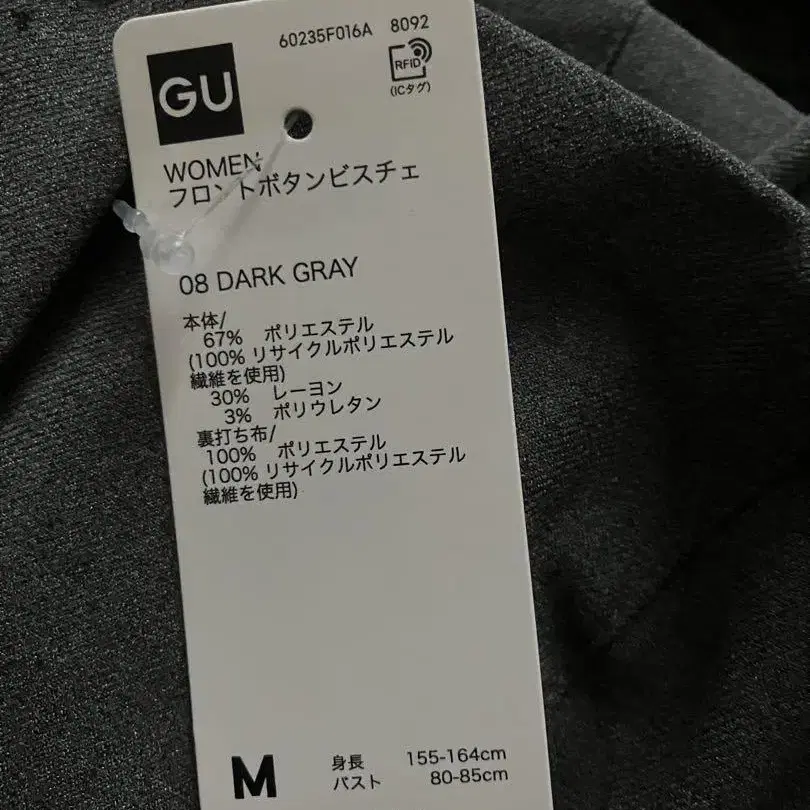 60235F016A 8092
GU
RFID
(ICタグ)
WOMEN
フロントボタンビスチェ
08 DARK GRAY
本体/
67% ポリエステル
(100% リサイクルポリエステル
繊維を使用)
30% レーヨン
3% ポリウレタン
裏打ち布/
100% ポリエステル
(100% リサイクルポリエステル
繊維を使用)
M 身長 155-164cm
バスト 80-85cm